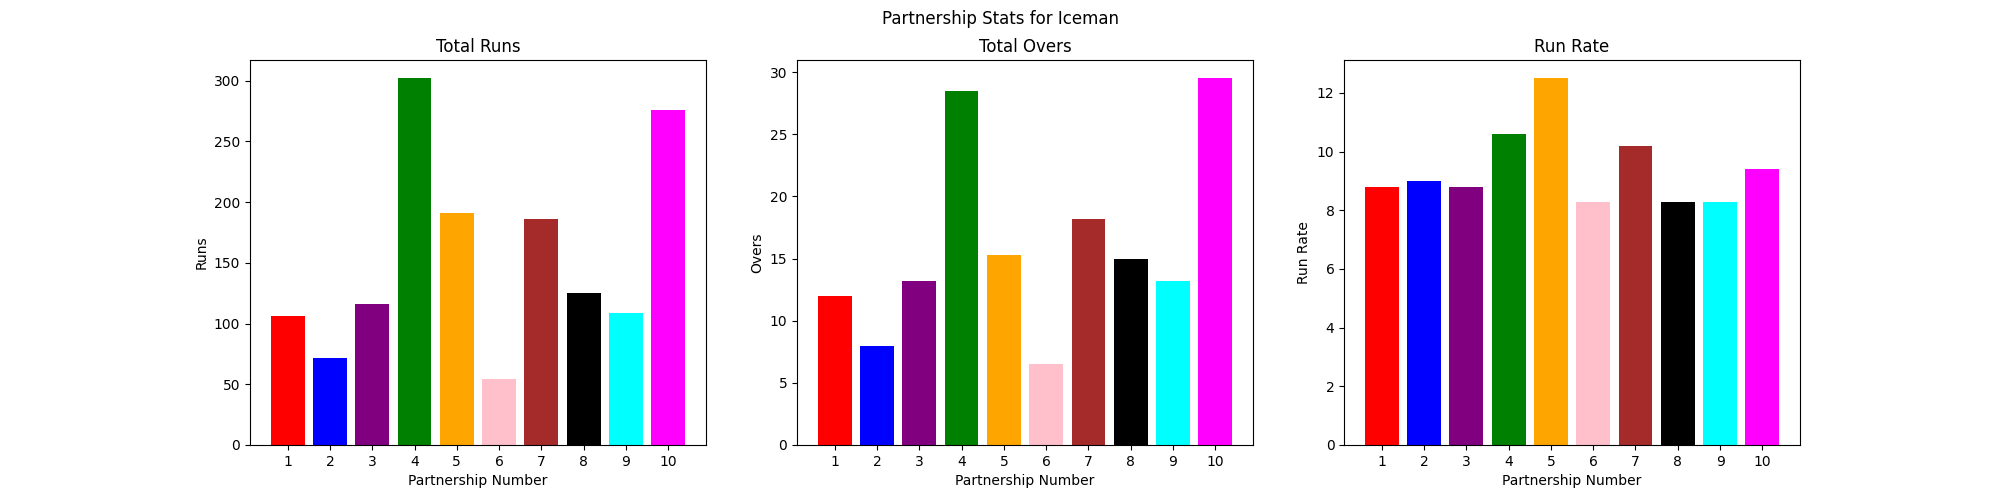 Partnership Stats for Iceman
Total Runs
Runs
300
250
200
150
100
50
0
1 2 3 4 5 6 7 8 9 10
Partnership Number
Total Overs
Overs
30
25
20
15
10
5
0
1 2 3 4 5 6 7 8 9 10
Partnership Number
Run Rate
Run Rate
12
10
8
6
4
2
0
1 2 3 4 5 6 7 8 9 10
Partnership Number